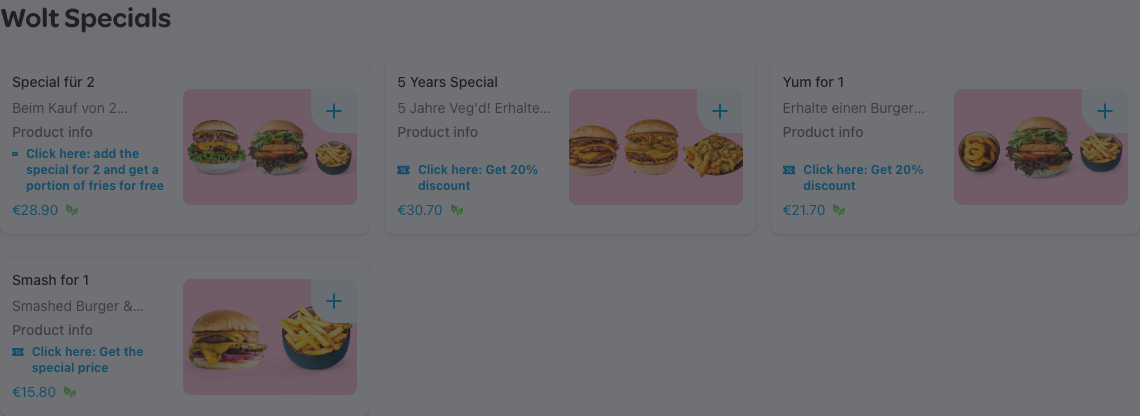 Wolt Specials
Special für 2
Beim Kauf von 2...
Product info
Click here: add the
special for 2 and get a
portion of fries for free
€28.90
5 Years Special
5 Jahre Veg'd! Erhalte...
Product info
Click here: Get 20%
discount
€30.70
Yum for 1
Erhalte einen Burger...
Product info
Click here: Get 20%
discount
€21.70
Smash for 1
Smashed Burger &...
Product info
Click here: Get the
special price
€15.80